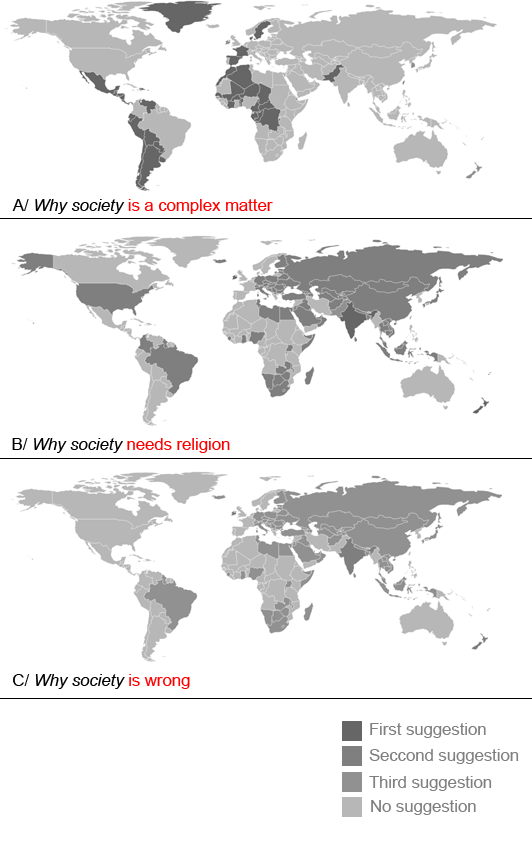 A/ Why society is a complex matter
B/ Why society needs religion
C/ Why society is wrong
First suggestion
Seccond suggestion
Third suggestion
No suggestion